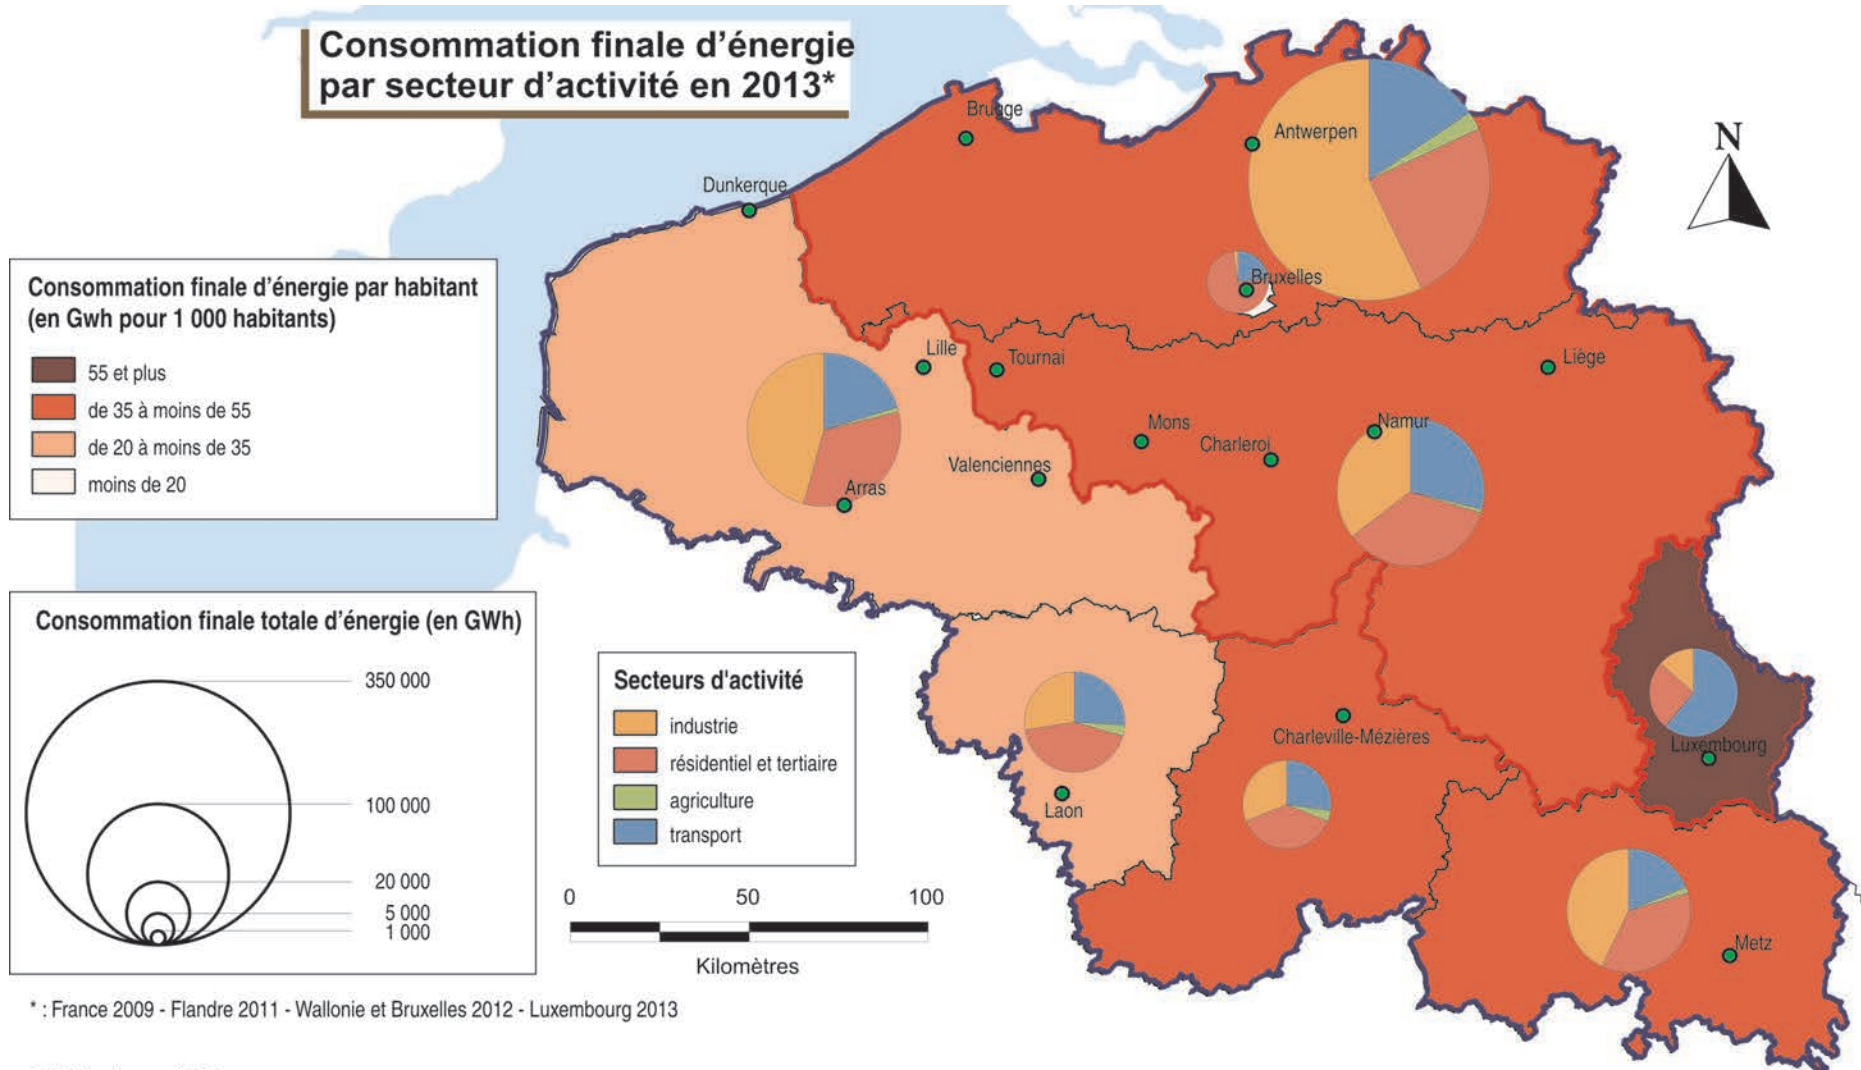 Consommation finale d'énergie
par secteur d'activité en 2013*
N
Brugge
Antwerpen
Dunkerque
Bruxelles
Lille
Tournai
Liège
Mons
Namur
Charleroi
Valenciennes
Arras
Charleville-Mézières
Luxembourg
Laon
Metz
Consommation finale d'énergie par habitant
(en Gwh pour 1 000 habitants)
55 et plus
de 35 à moins de 55
de 20 à moins de 35
moins de 20
Consommation finale totale d'énergie (en GWh)
350 000
100 000
20 000
5 000
1 000
Secteurs d'activité
industrie
résidentiel et tertiaire
agriculture
transport
0 50 100
Kilomètres
* : France 2009 - Flandre 2011 - Wallonie et Bruxelles 2012 - Luxembourg 2013